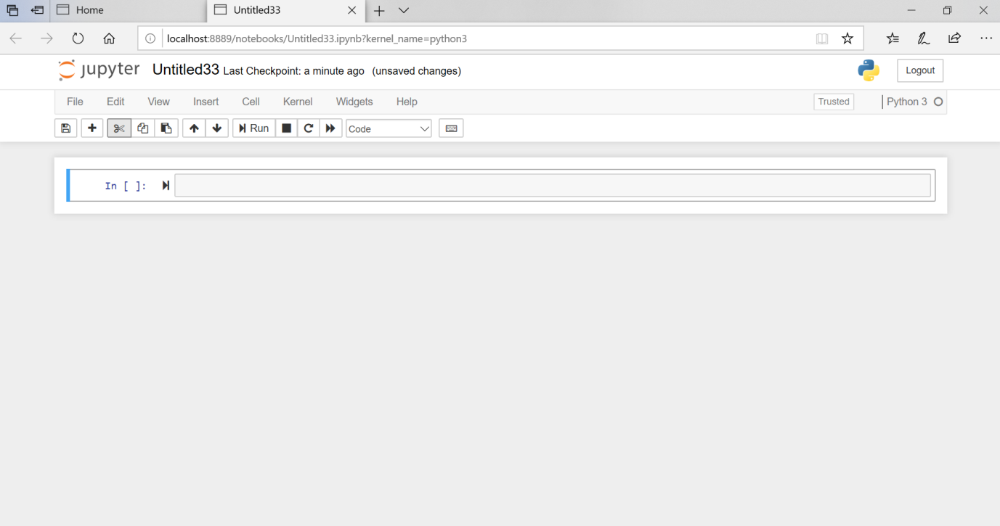 Home
Untitled33
localhost:8889/notebooks/Untitled33.ipynb?kernel_name=python3
jupyter Untitled33 Last Checkpoint: a minute ago (unsaved changes)
Logout
File Edit View Insert Cell Kernel Widgets Help
Trusted
Python 3
Run
Code
In [ ]: